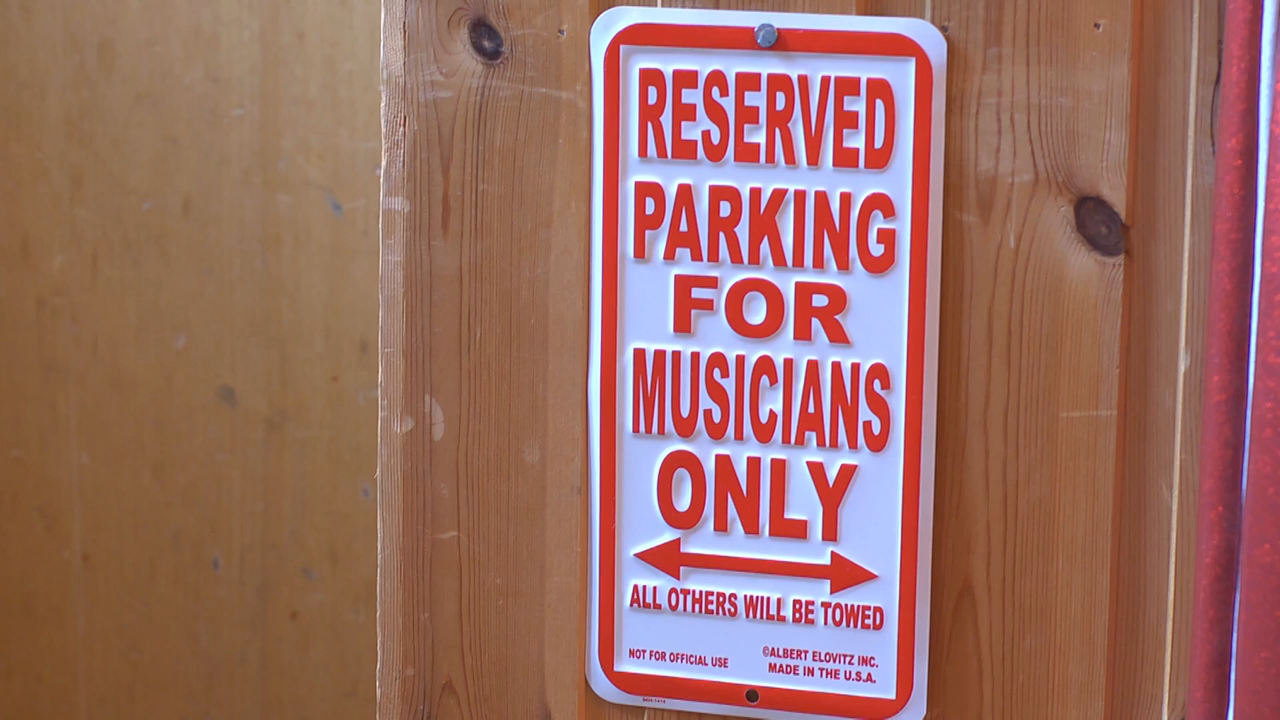 RESERVED
PARKING
FOR
MUSICIANS
ONLY
ALL OTHERS WILL BE TOWED
NOT FOR OFFICIAL USE
©ALBERT ELOVITZ INC.
MADE IN THE U.S.A.